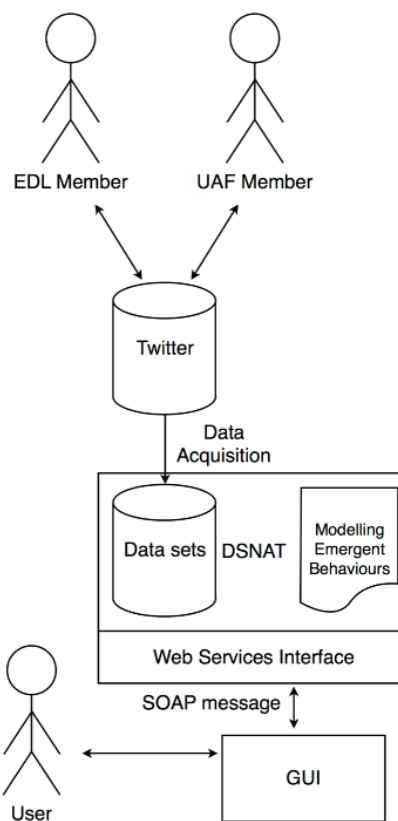 EDL Member
UAF Member
Twitter
Data
Acquisition
Data sets
DSNAT
Modelling
Emergent
Behaviours
Web Services Interface
SOAP message
GUI
User